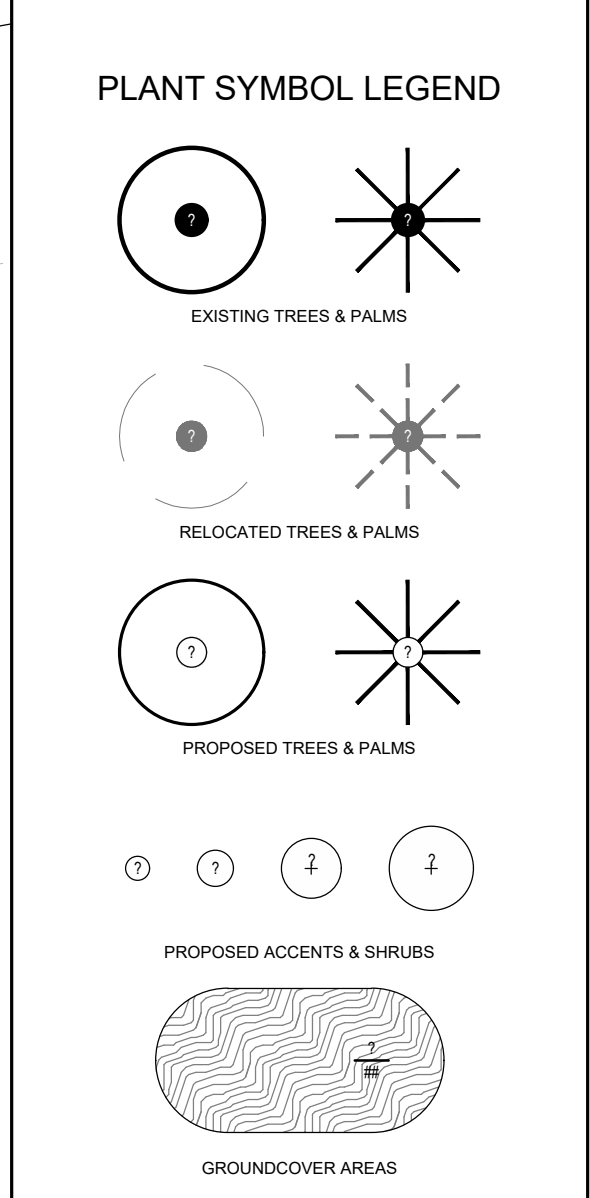 PLANT SYMBOL LEGEND
? ?
EXISTING TREES & PALMS
? ?
RELOCATED TREES & PALMS
? ?
PROPOSED TREES & PALMS
? ? ? ?
PROPOSED ACCENTS & SHRUBS
?
##
GROUNDCOVER AREAS